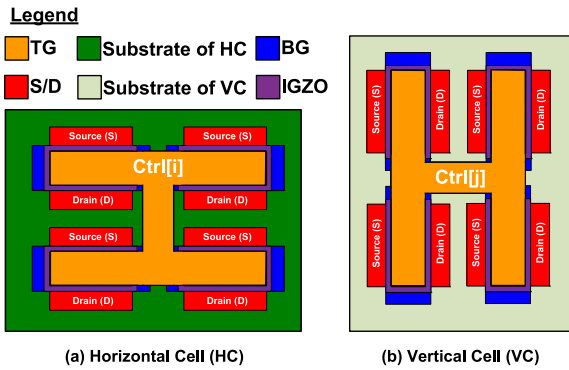 Legend
TG Substrate of HC BG
S/D Substrate of VC IGZO
Source (S) Source (S)
Ctrl[i]
Drain (D) Drain (D)
Source (S) Source (S)
Drain (D) Drain (D)
(a) Horizontal Cell (HC)
Source (S) Drain (D) Source (S) Drain (D)
Ctrl[j]
Source (S) Drain (D) Source (S) Drain (D)
(b) Vertical Cell (VC)